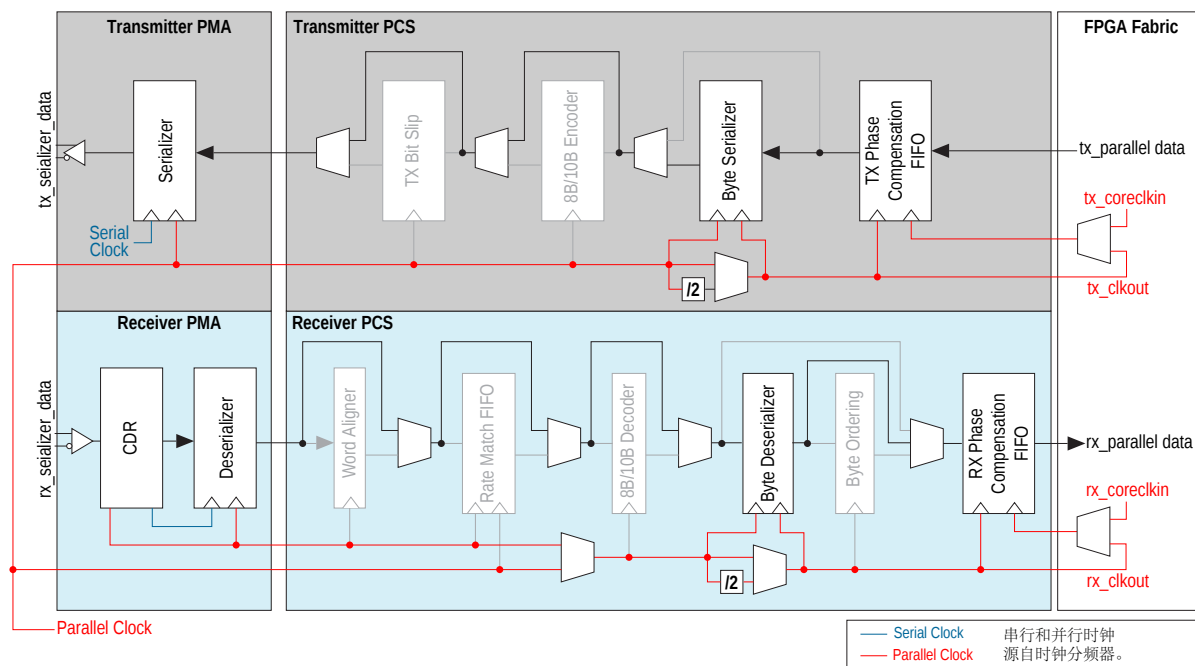 Transmitter PMA
Transmitter PCS
FPGA Fabric
tx_seializer_data
Serializer
TX Bit Slip
8B/10B Encoder
Byte Serializer
TX Phase
Compensation
FIFO
tx_parallel data
tx_coreclkin
Serial
Clock
/2
tx_clkout
Receiver PMA
Receiver PCS
rx_seializer_data
CDR
Deserializer
Word Aligner
Rate Match FIFO
8B/10B Decoder
Byte Deserializer
Byte Ordering
RX Phase
Compensation
FIFO
rx_parallel data
rx_coreclkin
/2
rx_clkout
Parallel Clock
Serial Clock
Parallel Clock
串行和并行时钟
源自时钟分频器。